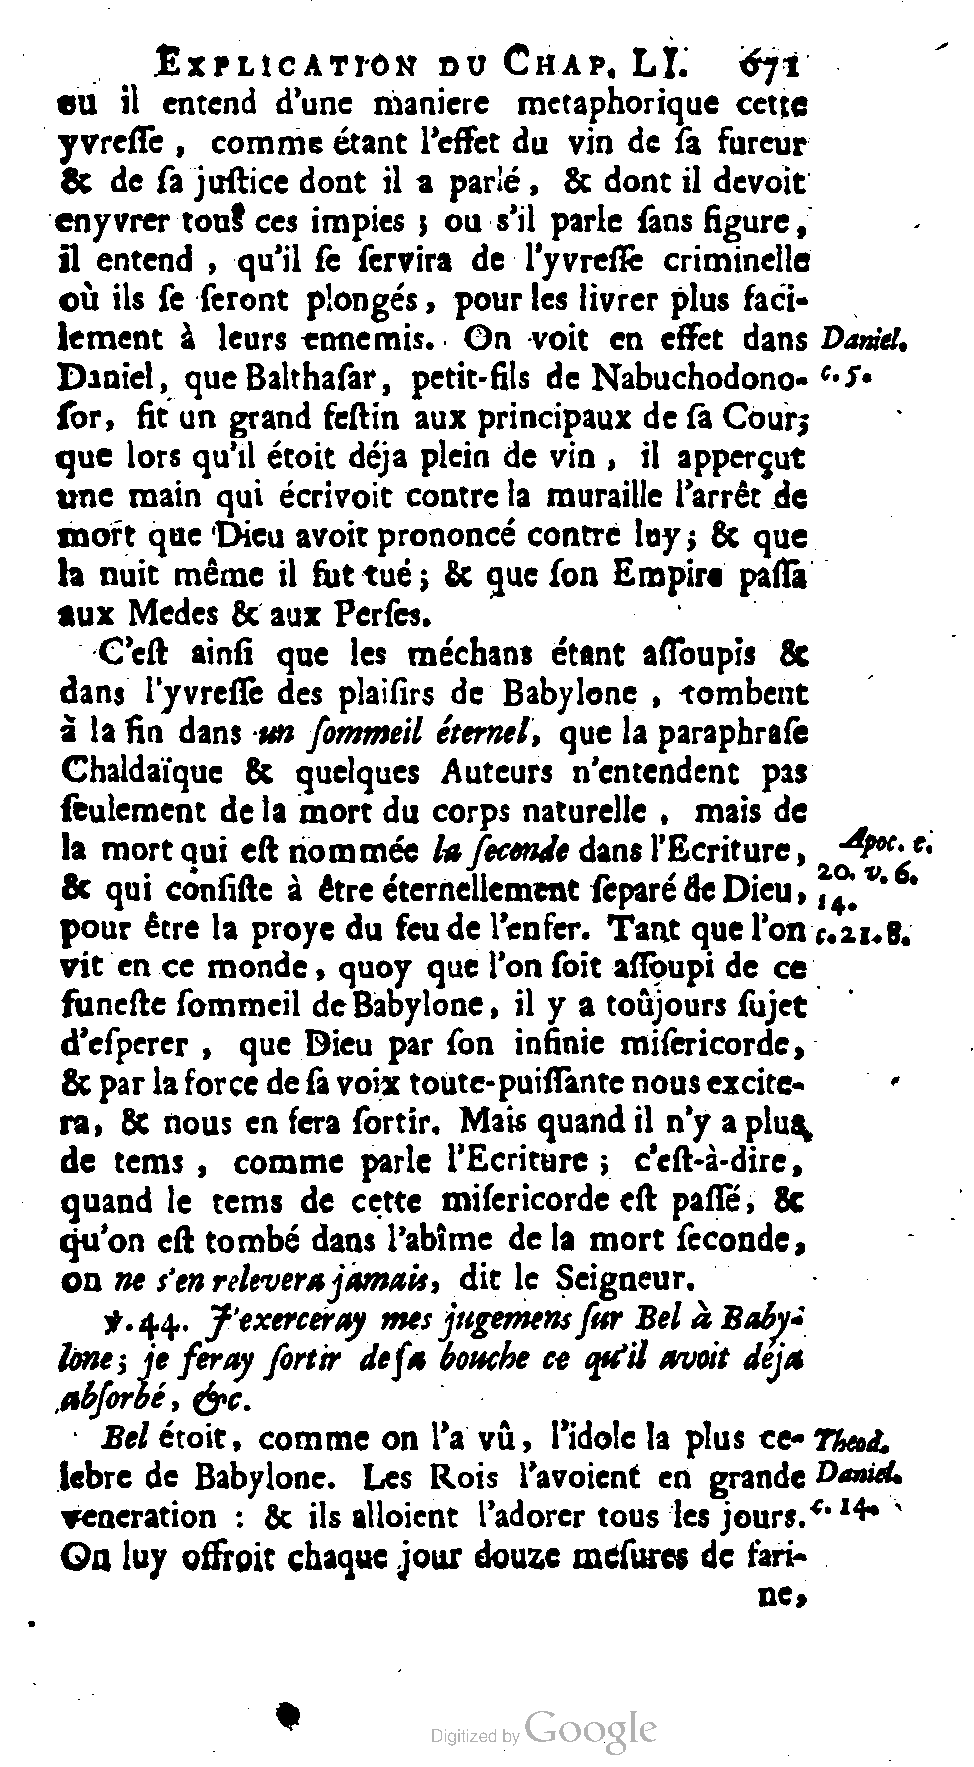 EXPLICATION DU CHAP. LI. 671
ou il entend d'une maniere metaphorique cette
yvreſſe, comme étant l'effet du vin de ſa fureur
& de ſa juſtice dont il a parlé, & dont il devoit
enyvrer tous ces impies; ou s'il parle ſans figure,
il entend, qu'il ſe ſervira de l'yvreſſe criminelle
où ils ſe ſeront plongés, pour les livrer plus faci-
lement à leurs ennemis. On voit en effet dans Daniel.
Daniel, que Balthaſar, petit-fils de Nabuchodono- c. 5.
ſor, fit un grand feſtin aux principaux de ſa Cour;
que lors qu'il étoit déja plein de vin, il apperçut
une main qui écrivoit contre la muraille l'arrêt de
mort que Dieu avoit prononcé contre luy; & que
la nuit même il fut tué; & que ſon Empire paſſa
aux Medes & aux Perſes.
C'eſt ainſi que les méchans étant aſſoupis &
dans l'yvreſſe des plaiſirs de Babylone, tombent
à la fin dans un ſommeil éternel, que la paraphraſe
Chaldaïque & quelques Auteurs n'entendent pas
ſeulement de la mort du corps naturelle, mais de
la mort qui eſt nommée la ſeconde dans l'Ecriture, Apoc. c.
& qui conſiſte à être éternellement ſeparé de Dieu, 20. v. 6.
14.
pour être la proye du feu de l'enfer. Tant que l'on c. 21. 8.
vit en ce monde, quoy que l'on ſoit aſſoupi de ce
funeſte ſommeil de Babylone, il y a toûjours ſujet
d'eſperer, que Dieu par ſon infinie miſericorde,
& par la force de ſa voix toute-puiſſante nous excite-
ra, & nous en fera ſortir. Mais quand il n'y a plus
de tems, comme parle l'Ecriture; c'eſt-à-dire,
quand le tems de cette miſericorde eſt paſſé, &
qu'on eſt tombé dans l'abîme de la mort ſeconde,
on ne s'en relevera jamais, dit le Seigneur.
℣. 44. J'exerceray mes jugemens ſur Bel à Baby-
lone; je feray ſortir de ſa bouche ce qu'il avoit déja
abſorbé, &c.
Bel étoit, comme on l'a vû, l'idole la plus ce- Theod.
lebre de Babylone. Les Rois l'avoient en grande Daniel.
veneration : & ils alloient l'adorer tous les jours. c. 14.
On luy offroit chaque jour douze meſures de fari-
ne,
Digitized by Google